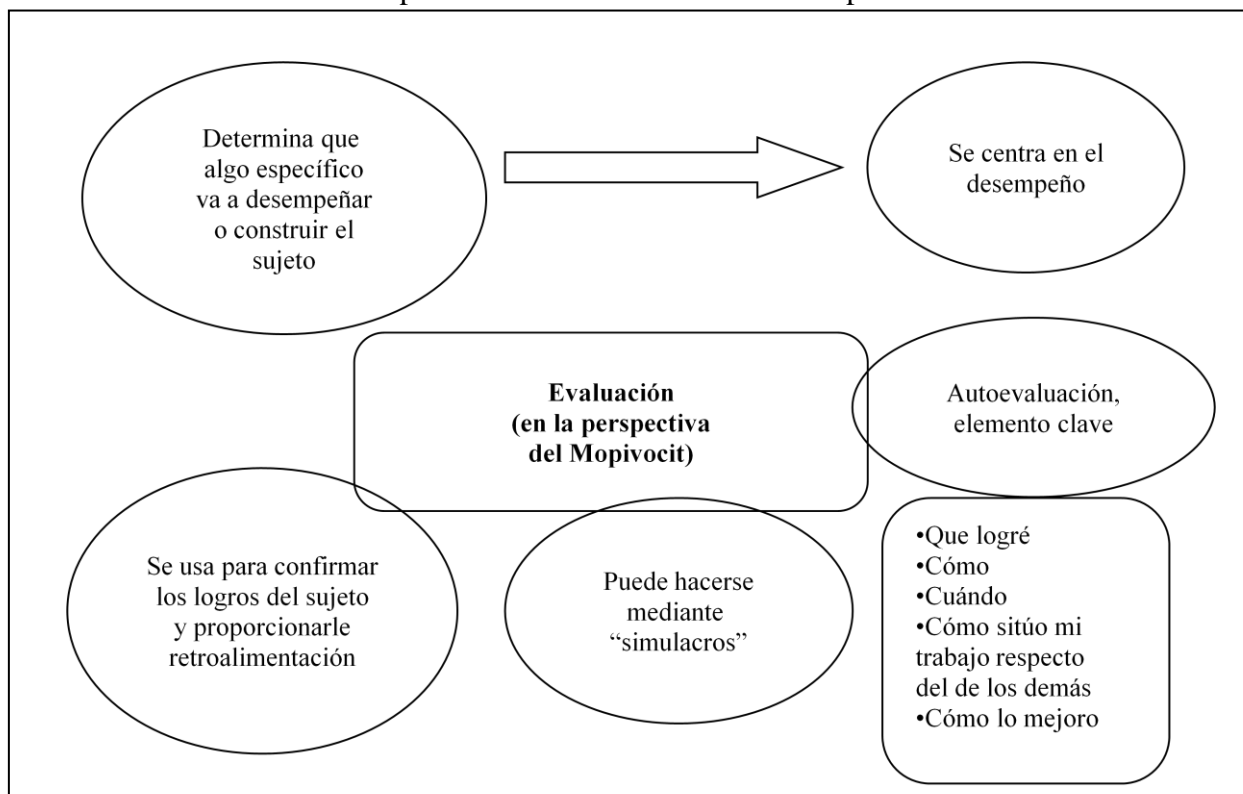 Determina que
algo específico
va a desempeñar
o construir el
sujeto
Se centra en el
desempeño
Evaluación
(en la perspectiva
del Mopivocit)
Autoevaluación,
elemento clave
Se usa para confirmar
los logros del sujeto
y proporcionarle
retroalimentación
Puede hacerse
mediante
“simulacros”
•Que logré
•Cómo
•Cuándo
•Cómo sitúo mi
trabajo respecto
del de los demás
•Cómo lo mejoro